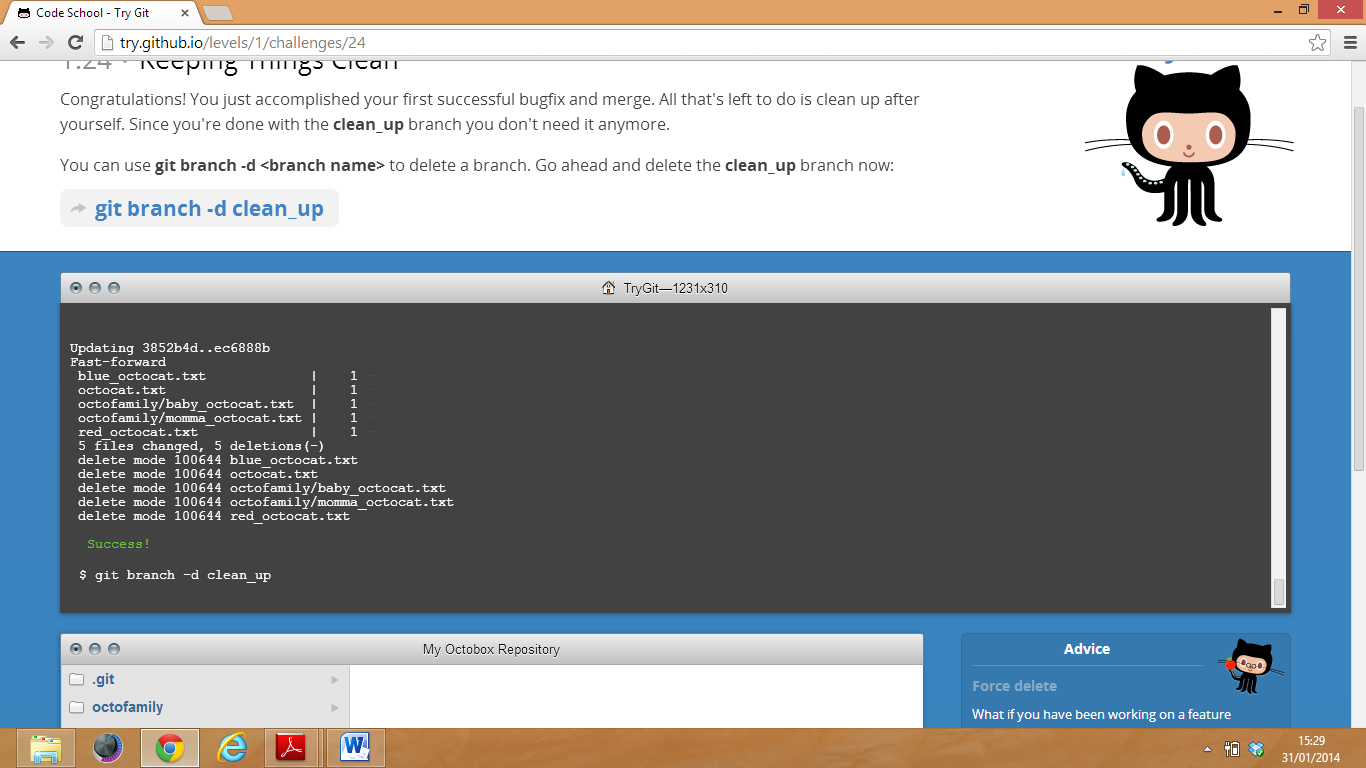 Code School - Try Git
try.github.io/levels/1/challenges/24
1.24 · Keeping Things Clean
Congratulations! You just accomplished your first successful bugfix and merge. All that's left to do is clean up after
yourself. Since you're done with the clean_up branch you don't need it anymore.
You can use git branch -d <branch name> to delete a branch. Go ahead and delete the clean_up branch now:
git branch -d clean_up
TryGit—1231x310
Updating 3852b4d..ec6888b
Fast-forward
blue_octocat.txt | 1
octocat.txt | 1
octofamily/baby_octocat.txt | 1
octofamily/momma_octocat.txt | 1
red_octocat.txt | 1
5 files changed, 5 deletions(-)
delete mode 100644 blue_octocat.txt
delete mode 100644 octocat.txt
delete mode 100644 octofamily/baby_octocat.txt
delete mode 100644 octofamily/momma_octocat.txt
delete mode 100644 red_octocat.txt
Success!
$ git branch -d clean_up
My Octobox Repository
.git
octofamily
Advice
Force delete
What if you have been working on a feature
15:29
31/01/2014